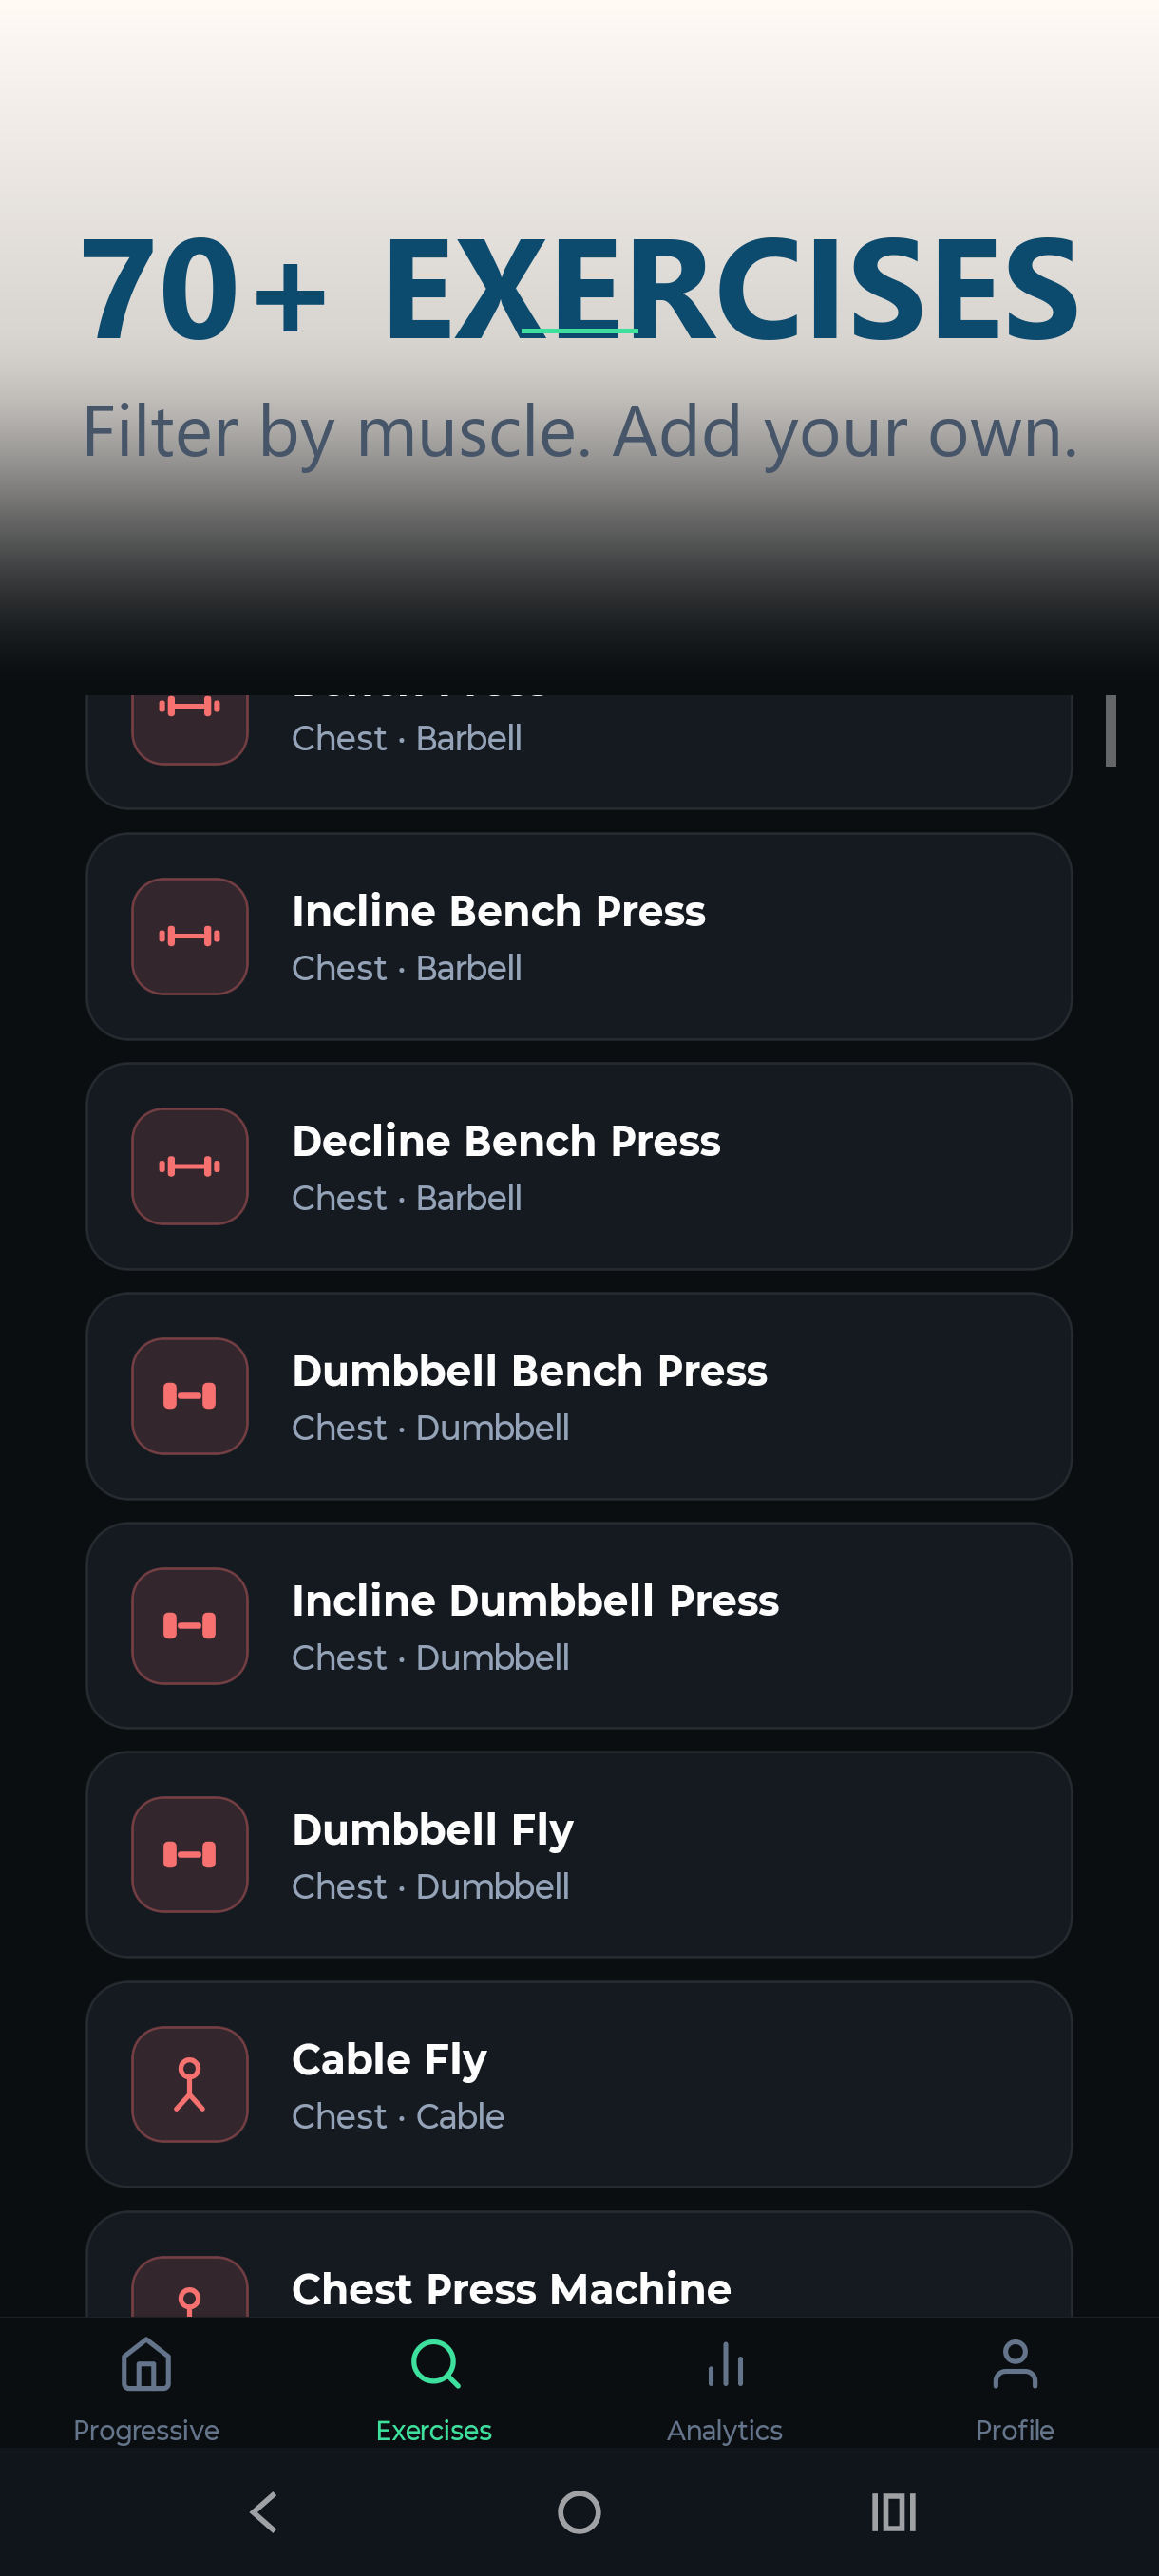 70+ EXERCISES
Filter by muscle. Add your own.
Bench Press
Chest · Barbell
Incline Bench Press
Chest · Barbell
Decline Bench Press
Chest · Barbell
Dumbbell Bench Press
Chest · Dumbbell
Incline Dumbbell Press
Chest · Dumbbell
Dumbbell Fly
Chest · Dumbbell
Cable Fly
Chest · Cable
Chest Press Machine
Progressive
Exercises
Analytics
Profile